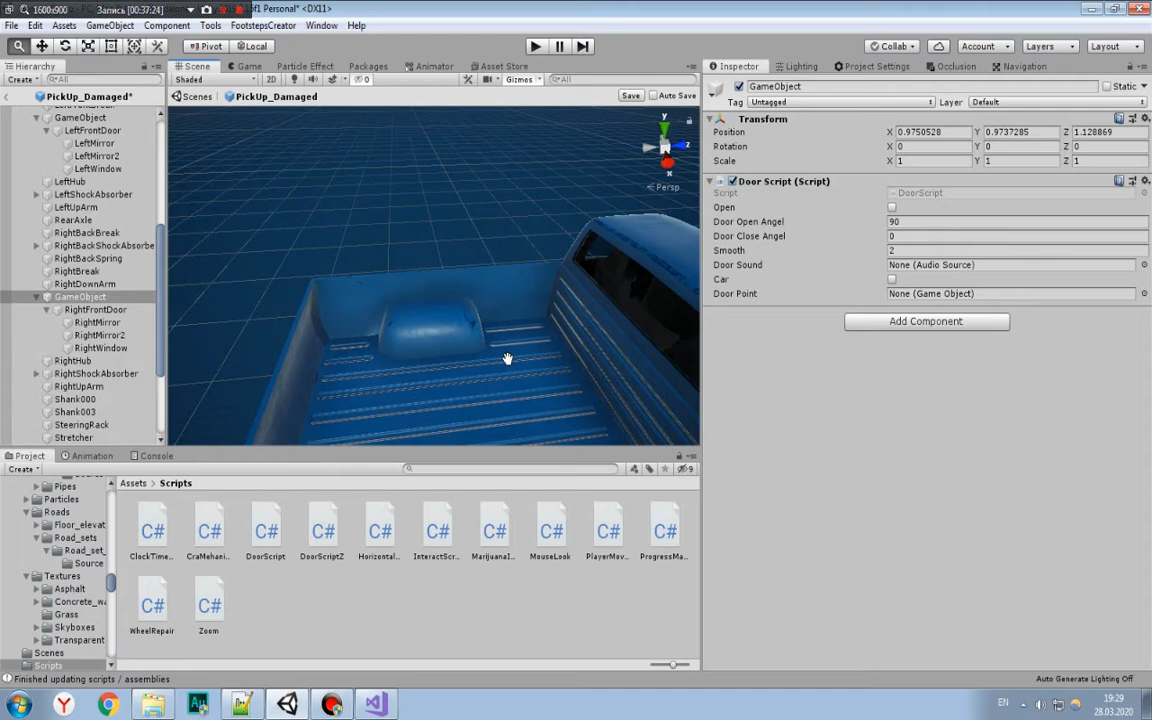 1600x900 Запись [00:37:24] 5f1 Personal* <DX11>
File Edit Assets GameObject Component Tools FootstepsCreator Window Help
Pivot Local Collab Account Layers Layout
Hierarchy Scene Game Particle Effect Packages Animator Asset Store Inspector Lighting Project Settings Occlusion Navigation
Create All Shaded 2D 0 Gizmos All GameObject Static
PickUp_Damaged* Scenes PickUp_Damaged Save Auto Save Tag Untagged Layer Default
GameObject
LeftFrontDoor
LeftMirror
LeftMirror2
LeftWindow
LeftHub
LeftShockAbsorber
LeftUpArm
RearAxle
RightBackBreak
RightBackShockAbsorbe
RightBackSpring
RightBreak
RightDownArm
GameObject
RightFrontDoor
RightMirror
RightMirror2
RightWindow
RightHub
RightShockAbsorber
RightUpArm
Shank000
Shank003
SteeringRack
Stretcher
y
z
x
Persp
Transform
Position X 0.9750528 Y 0.9737285 Z 1.128869
Rotation X 0 Y 0 Z 0
Scale X 1 Y 1 Z 1
Door Script (Script)
Script DoorScript
Open
Door Open Angel 90
Door Close Angel 0
Smooth 2
Door Sound None (Audio Source)
Car
Door Point None (Game Object)
Add Component
Project Animation Console
Create 9
Pipes
Particles
Roads
Floor_elevat
Road_sets
Road_set_
Source
Textures
Asphalt
Concrete_wa
Grass
Skyboxes
Transparent
Scenes
Scripts
Assets Scripts
C# C# C# C# C# C# C# C# C# C#
ClockTime... CraMehani... DoorScript DoorScriptZ Horizontal... InteractScr... MarijuanaI... MouseLook PlayerMov... ProgressMa...
C# C#
WheelRepair Zoom
Finished updating scripts / assemblies Auto Generate Lighting Off
Y Au EN 19:29
28.03.2020